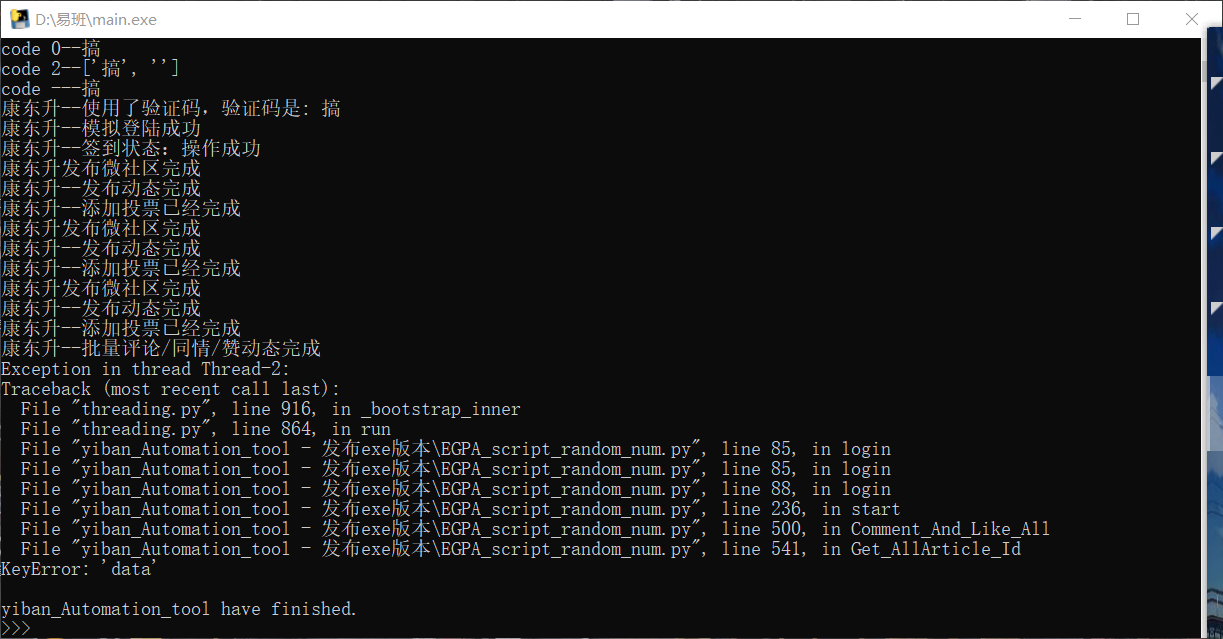 D:\易班\main.exe
code 0--搞
code 2--['搞', '']
code ---搞
康东升--使用了验证码，验证码是: 搞
康东升--模拟登陆成功
康东升--签到状态：操作成功
康东升发布微社区完成
康东升--发布动态完成
康东升--添加投票已经完成
康东升发布微社区完成
康东升--发布动态完成
康东升--添加投票已经完成
康东升发布微社区完成
康东升--发布动态完成
康东升--添加投票已经完成
康东升--批量评论/同情/赞动态完成
Exception in thread Thread-2:
Traceback (most recent call last):
  File "threading.py", line 916, in _bootstrap_inner
  File "threading.py", line 864, in run
  File "yiban_Automation_tool - 发布exe版本\EGPA_script_random_num.py", line 85, in login
  File "yiban_Automation_tool - 发布exe版本\EGPA_script_random_num.py", line 85, in login
  File "yiban_Automation_tool - 发布exe版本\EGPA_script_random_num.py", line 88, in login
  File "yiban_Automation_tool - 发布exe版本\EGPA_script_random_num.py", line 236, in start
  File "yiban_Automation_tool - 发布exe版本\EGPA_script_random_num.py", line 500, in Comment_And_Like_All
  File "yiban_Automation_tool - 发布exe版本\EGPA_script_random_num.py", line 541, in Get_AllArticle_Id
KeyError: 'data'
yiban_Automation_tool have finished.
>>>